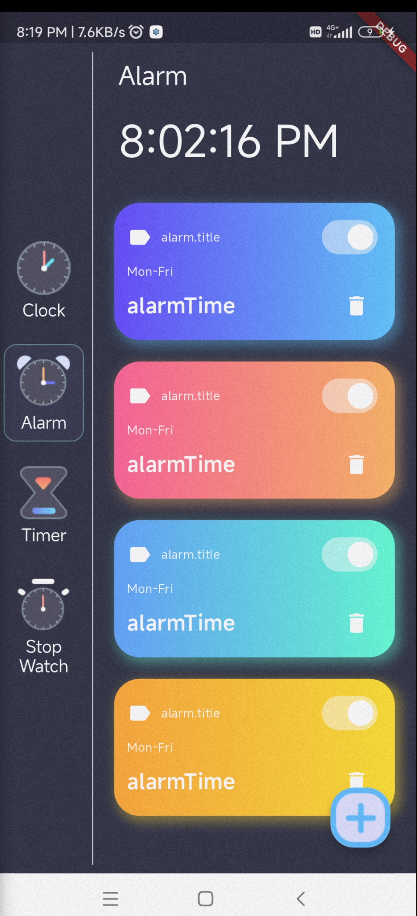 8:19 PM | 7.6KB/s
HD 4G+ 9
DEBUG
Alarm
8:02:16 PM
Clock
Alarm
Timer
Stop
Watch
alarm.title
Mon-Fri
alarmTime
alarm.title
Mon-Fri
alarmTime
alarm.title
Mon-Fri
alarmTime
alarm.title
Mon-Fri
alarmTime